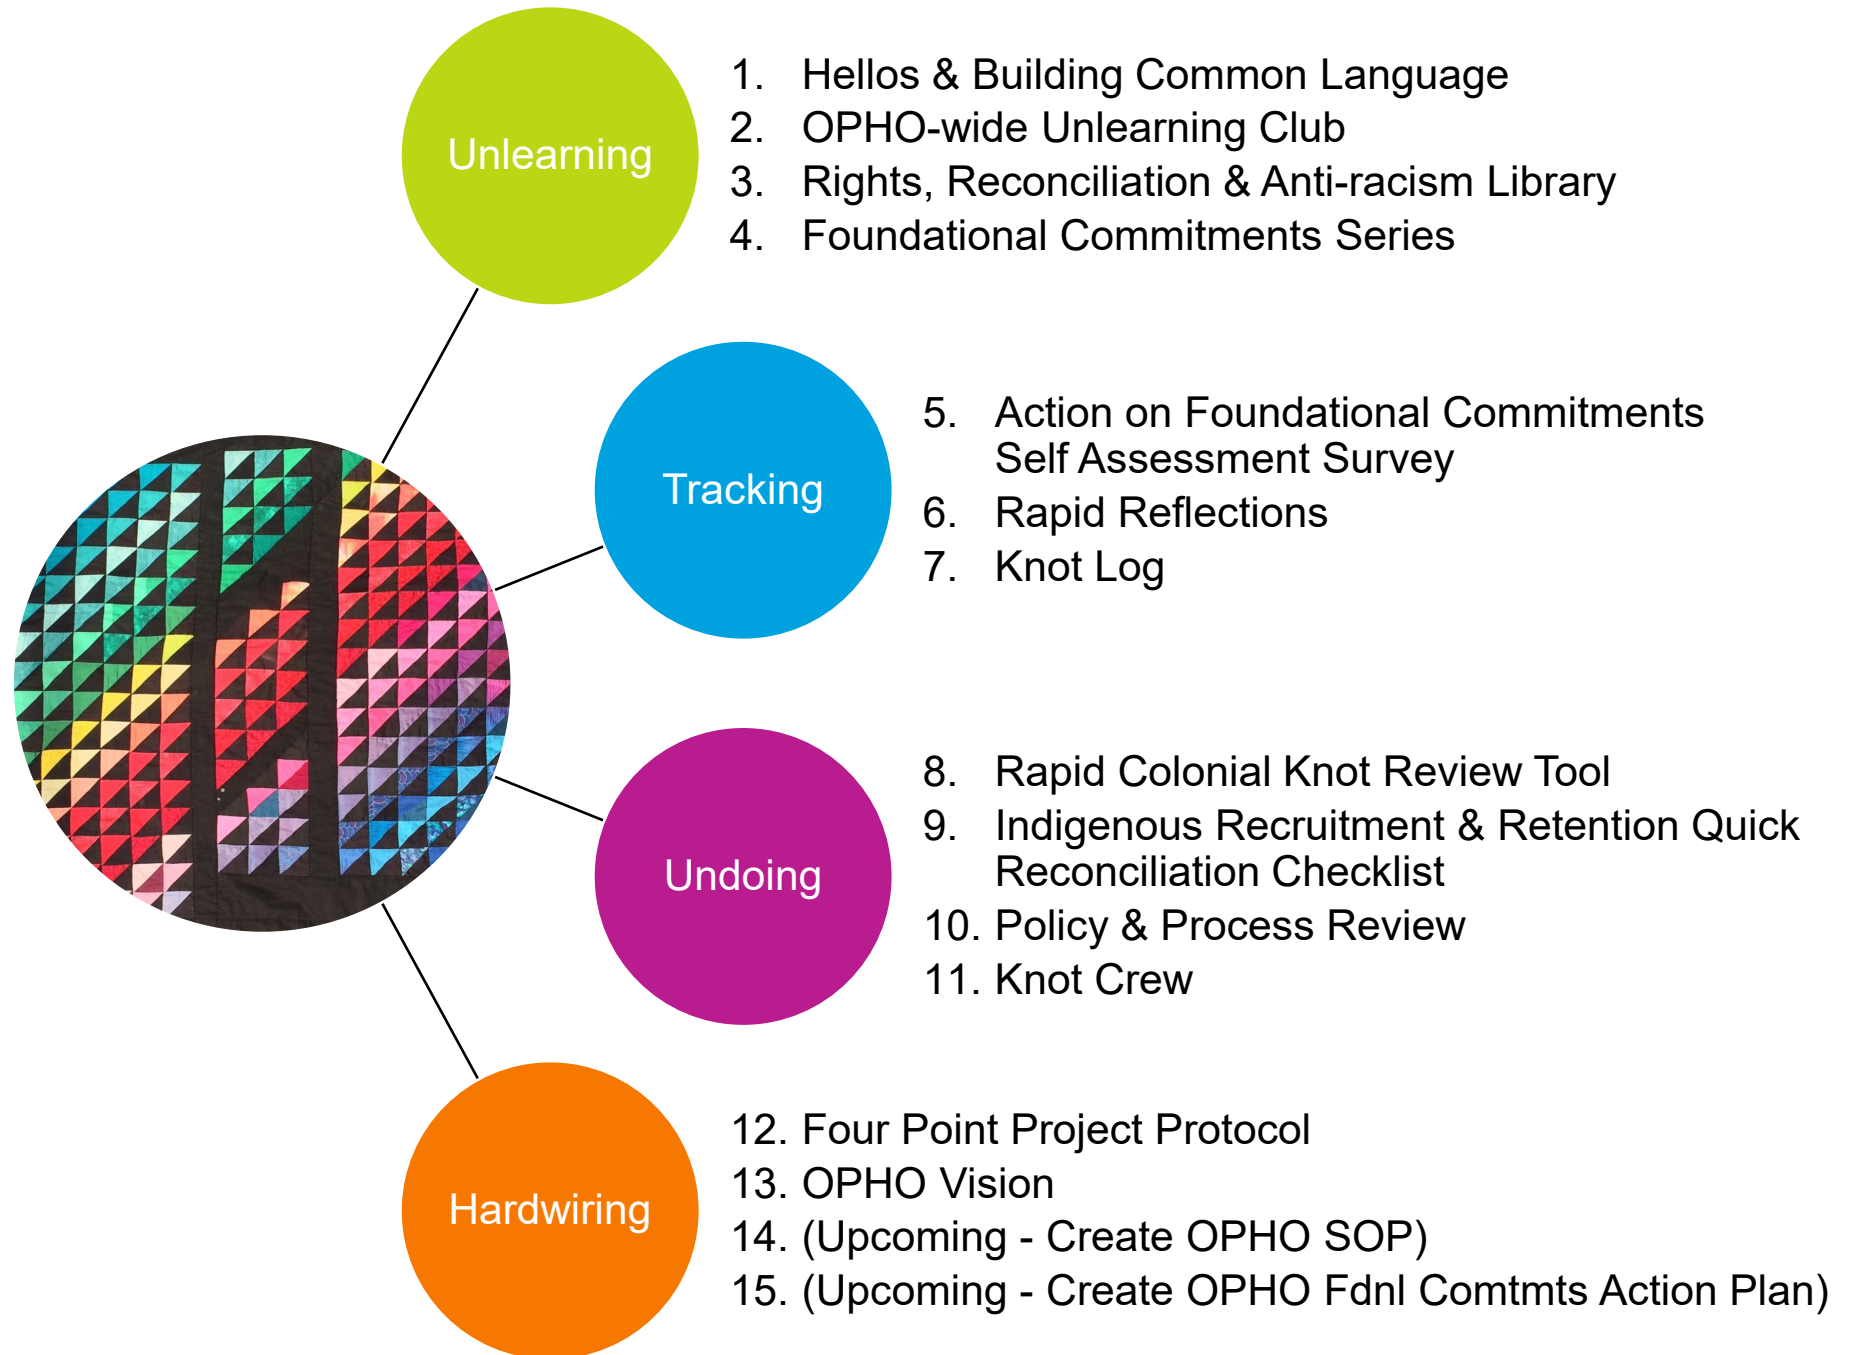 Unlearning
1. Hellos & Building Common Language
2. OPHO-wide Unlearning Club
3. Rights, Reconciliation & Anti-racism Library
4. Foundational Commitments Series
Tracking
5. Action on Foundational Commitments
Self Assessment Survey
6. Rapid Reflections
7. Knot Log
Undoing
8. Rapid Colonial Knot Review Tool
9. Indigenous Recruitment & Retention Quick
Reconciliation Checklist
10. Policy & Process Review
11. Knot Crew
Hardwiring
12. Four Point Project Protocol
13. OPHO Vision
14. (Upcoming - Create OPHO SOP)
15. (Upcoming - Create OPHO Fdnl Comtmts Action Plan)